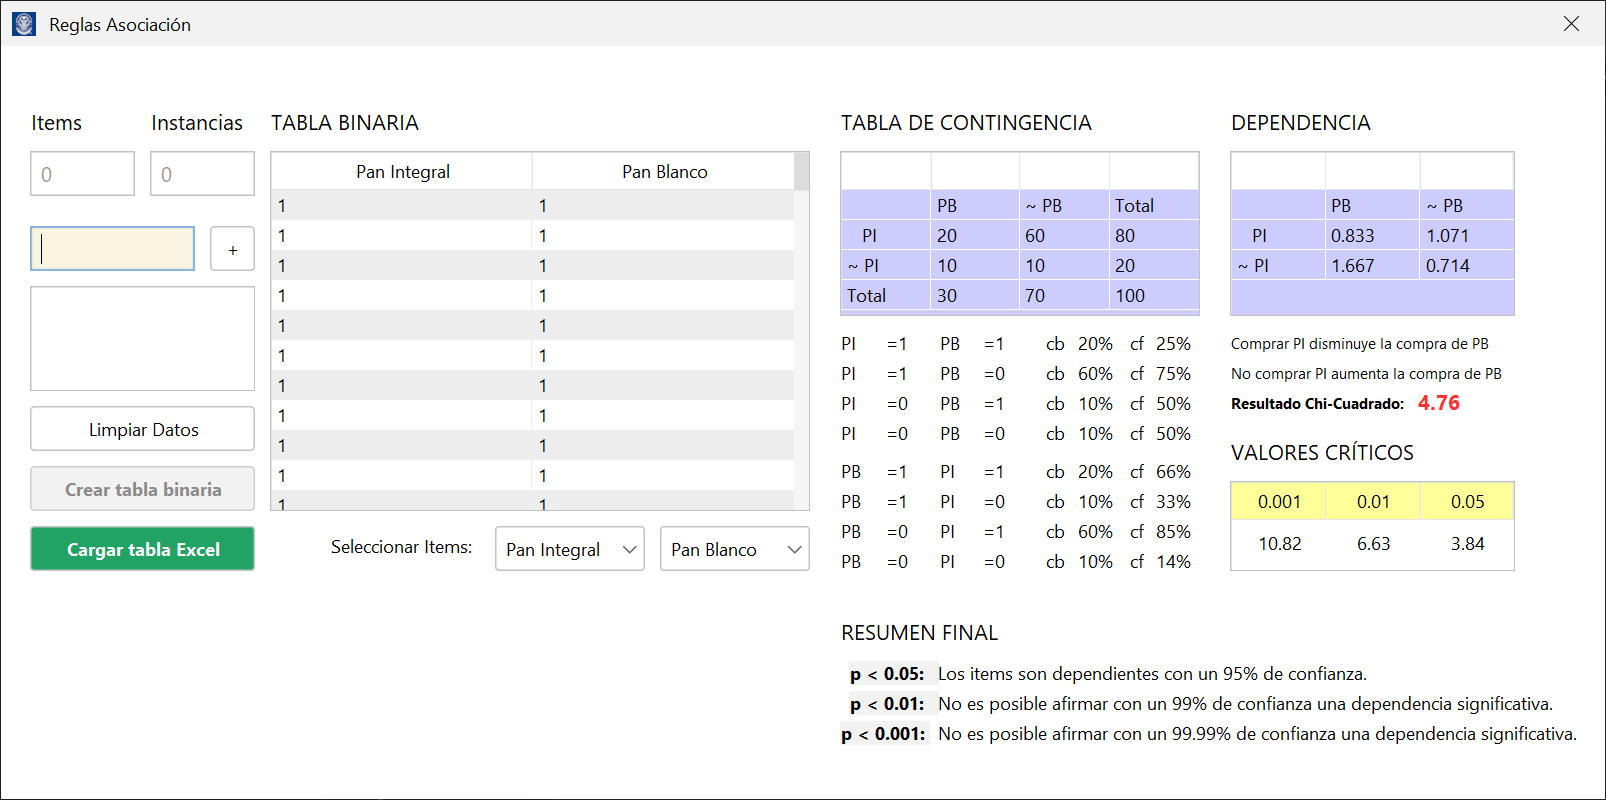 Reglas Asociación
Items
Instancias
0
0
+
Limpiar Datos
Crear tabla binaria
Cargar tabla Excel
TABLA BINARIA
Pan Integral Pan Blanco
1 1
1 1
1 1
1 1
1 1
1 1
1 1
1 1
1 1
1 1
1 1
Seleccionar Items: Pan Integral Pan Blanco
TABLA DE CONTINGENCIA
PB ~ PB Total
PI 20 60 80
~ PI 10 10 20
Total 30 70 100
PI =1 PB =1 cb 20% cf 25%
PI =1 PB =0 cb 60% cf 75%
PI =0 PB =1 cb 10% cf 50%
PI =0 PB =0 cb 10% cf 50%
PB =1 PI =1 cb 20% cf 66%
PB =1 PI =0 cb 10% cf 33%
PB =0 PI =1 cb 60% cf 85%
PB =0 PI =0 cb 10% cf 14%
DEPENDENCIA
PB ~ PB
PI 0.833 1.071
~ PI 1.667 0.714
Comprar PI disminuye la compra de PB
No comprar PI aumenta la compra de PB
Resultado Chi-Cuadrado: 4.76
VALORES CRÍTICOS
0.001 0.01 0.05
10.82 6.63 3.84
RESUMEN FINAL
p < 0.05: Los items son dependientes con un 95% de confianza.
p < 0.01: No es posible afirmar con un 99% de confianza una dependencia significativa.
p < 0.001: No es posible afirmar con un 99.99% de confianza una dependencia significativa.